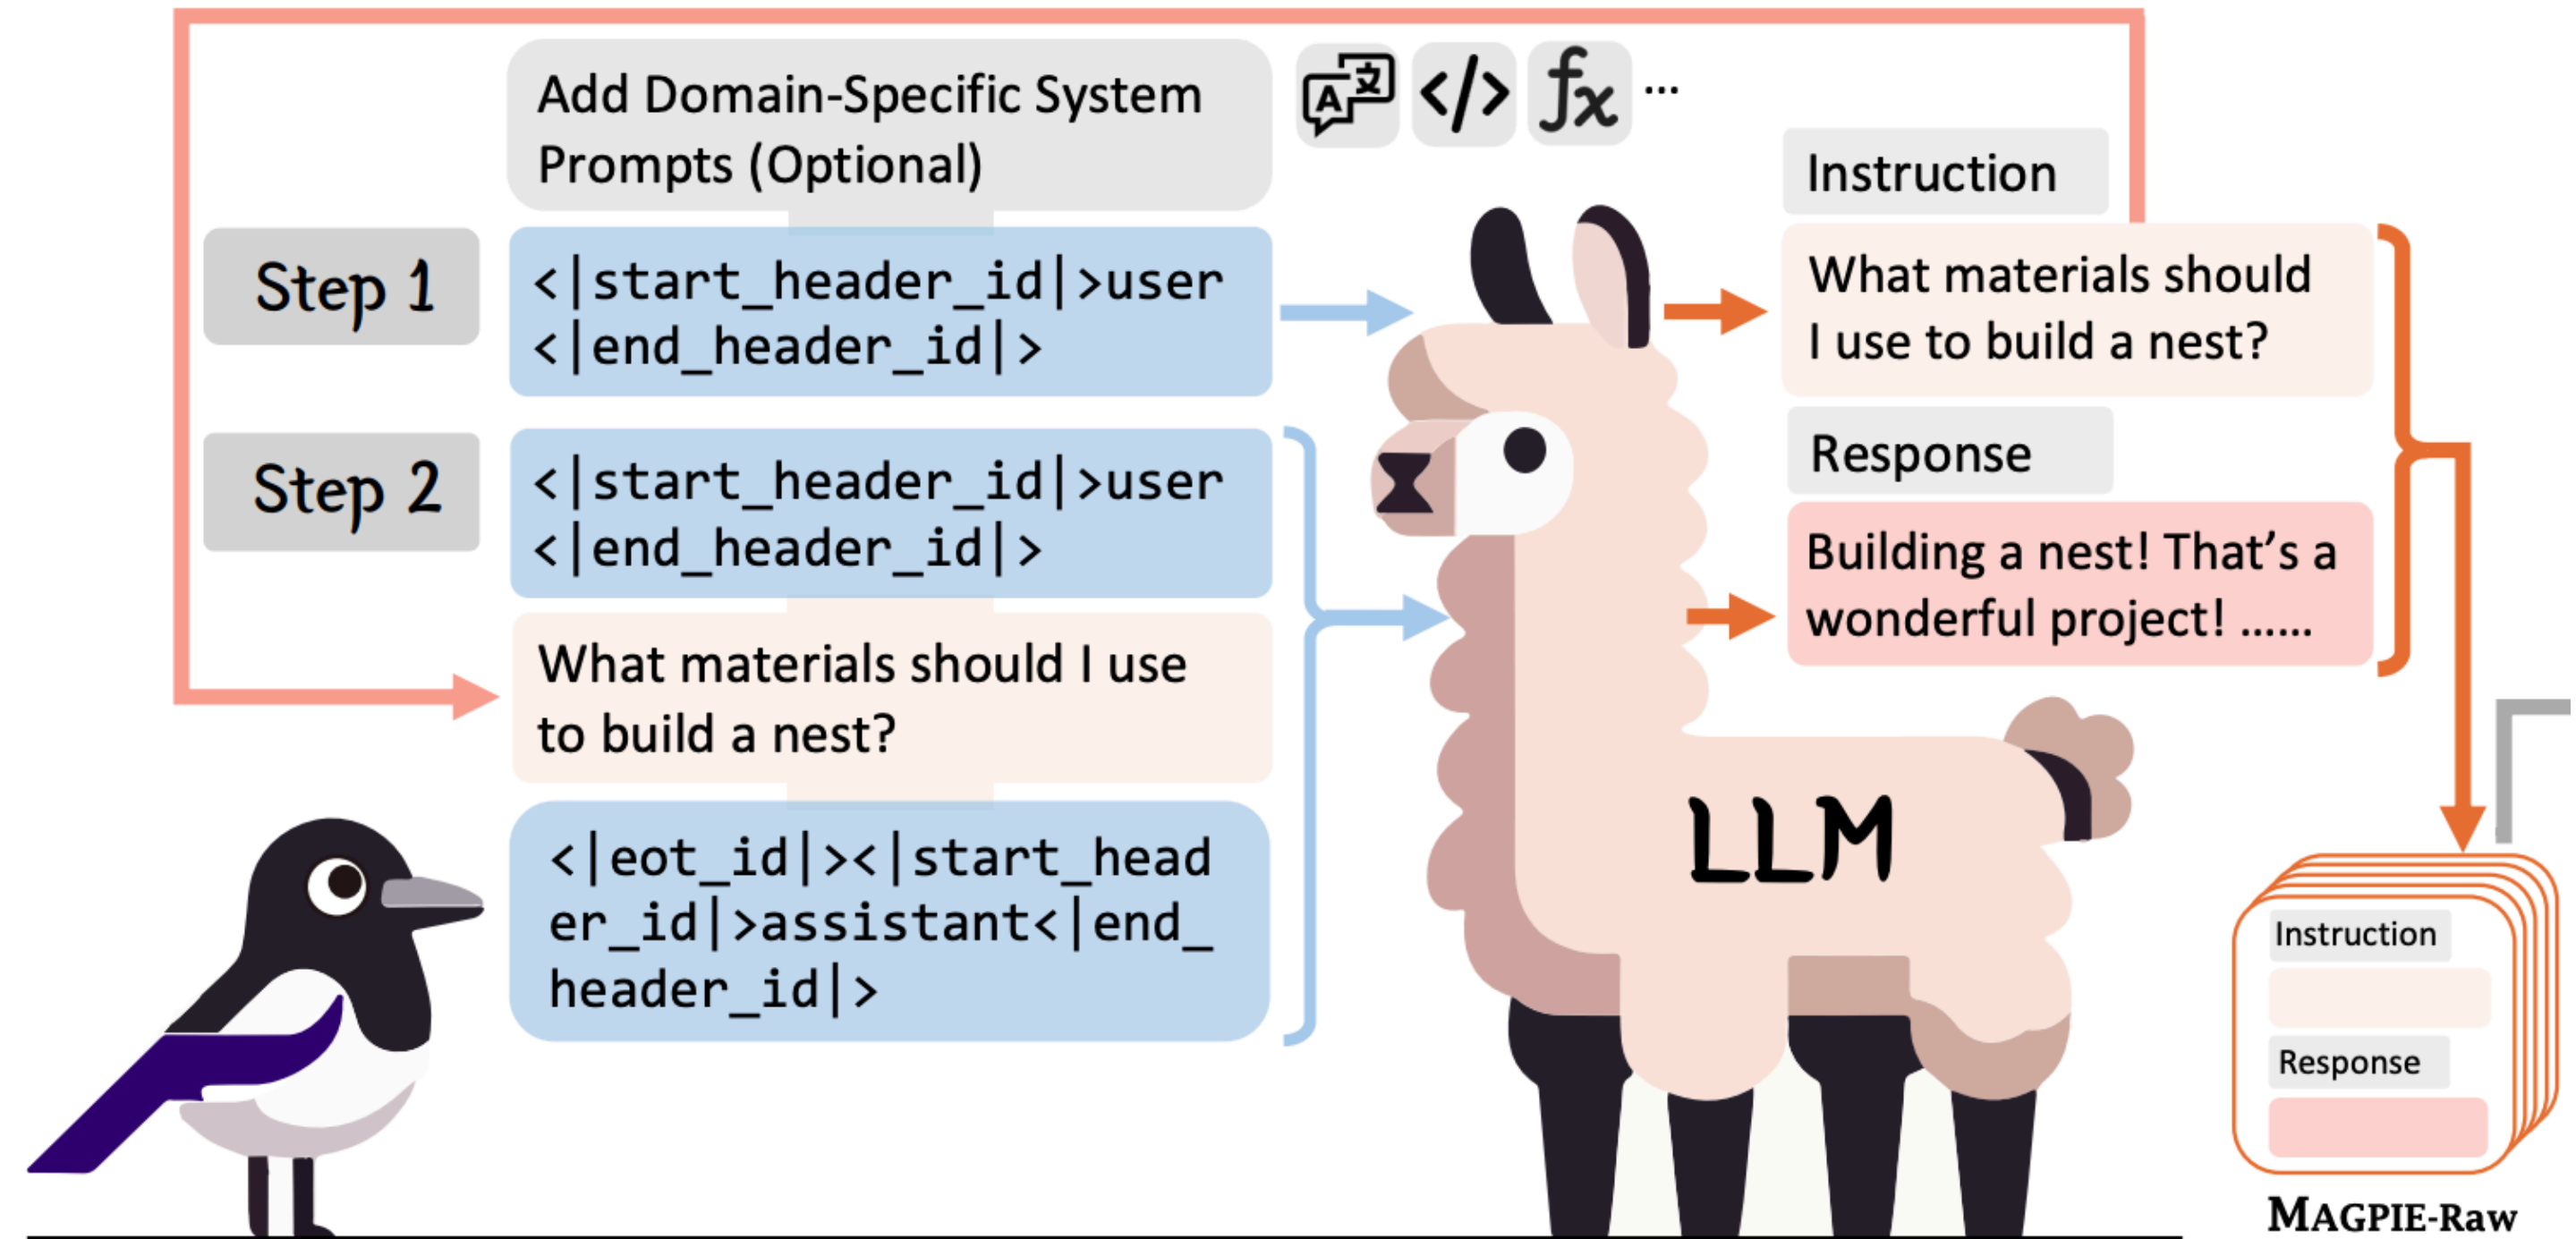 Add Domain-Specific System
Prompts (Optional)
A 文 </> fx ...
Step 1
<|start_header_id|>user
<|end_header_id|>
Instruction
What materials should
I use to build a nest?
Step 2
<|start_header_id|>user
<|end_header_id|>
What materials should I use
to build a nest?
<|eot_id|><|start_head
er_id|>assistant<|end_
header_id|>
Response
Building a nest! That’s a
wonderful project! ......
LLM
Instruction
Response
MAGPIE-Raw